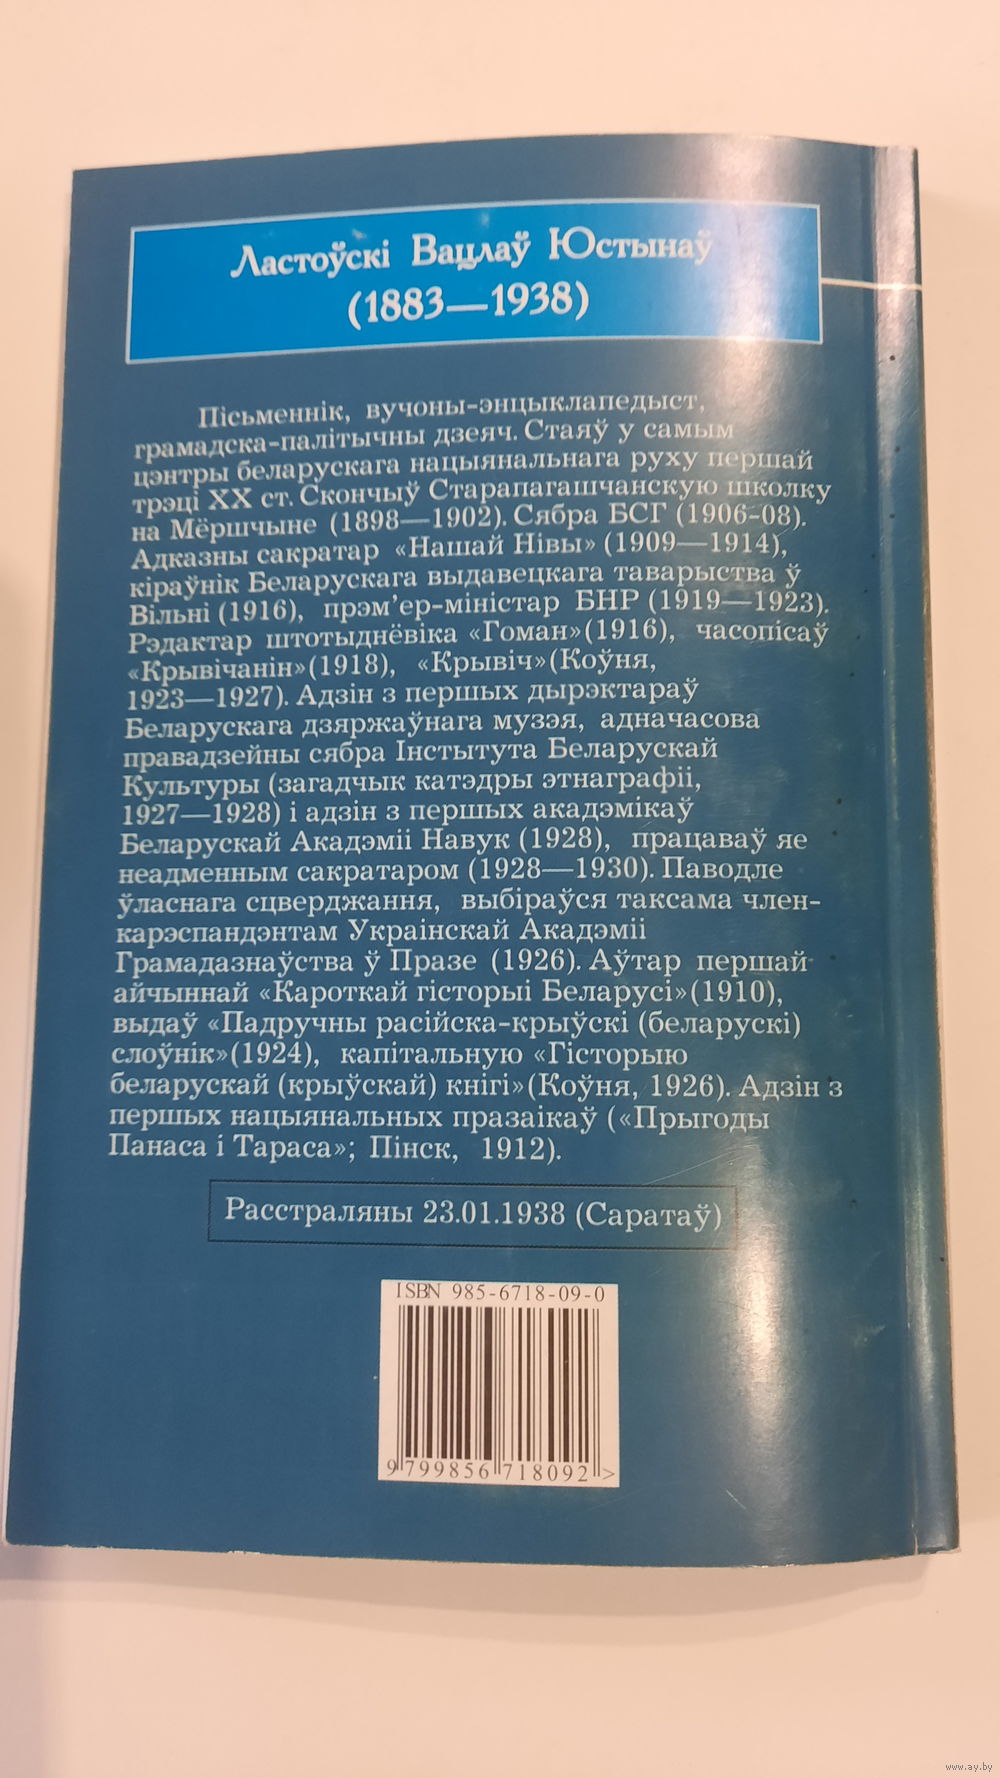 Ластоўскі Вацлаў Юстынаў
(1883—1938)
Пісьменнік, вучоны-энцыклапедыст,
грамадска-палітычны дзеяч. Стаяў у самым
цэнтры беларускага нацыянальнага руху першай
трэці XX ст. Скончыў Старапагашчанскую школку
на Мёршчыне (1898—1902). Сябра БСГ (1906-08).
Адказны сакратар «Нашай Нівы» (1909—1914),
кіраўнік Беларускага выдавецкага таварыства ў
Вільні (1916), прэм’ер-міністар БНР (1919—1923).
Рэдактар штотыднёвіка «Гоман»(1916), часопісаў
«Крывічанін»(1918), «Крывіч»(Коўня,
1923—1927). Адзін з першых дырэктараў
Беларускага дзяржаўнага музэя, адначасова
правадзейны сябра Інстытута Беларускай
Культуры (загадчык катэдры этнаграфіі,
1927—1928) і адзін з першых акадэмікаў
Беларускай Акадэміі Навук (1928), працаваў яе
неадменным сакратаром (1928—1930). Паводле
ўласнага сцверджання, выбіраўся таксама член-
карэспандэнтам Украінскай Акадэміі
Грамадазнаўства ў Празе (1926). Аўтар першай
айчыннай «Кароткай гісторыі Беларусі»(1910),
выдаў «Падручны расійска-крыўскі (беларускі)
слоўнік»(1924), капітальную «Гісторыю
беларускай (крыўскай) кнігі»(Коўня, 1926). Адзін з
першых нацыянальных празаікаў («Прыгоды
Панаса і Тараса»; Пінск, 1912).
Расстраляны 23.01.1938 (Саратаў)
ISBN 985-6718-09-0
9 799856 718092 >
www.ay.by